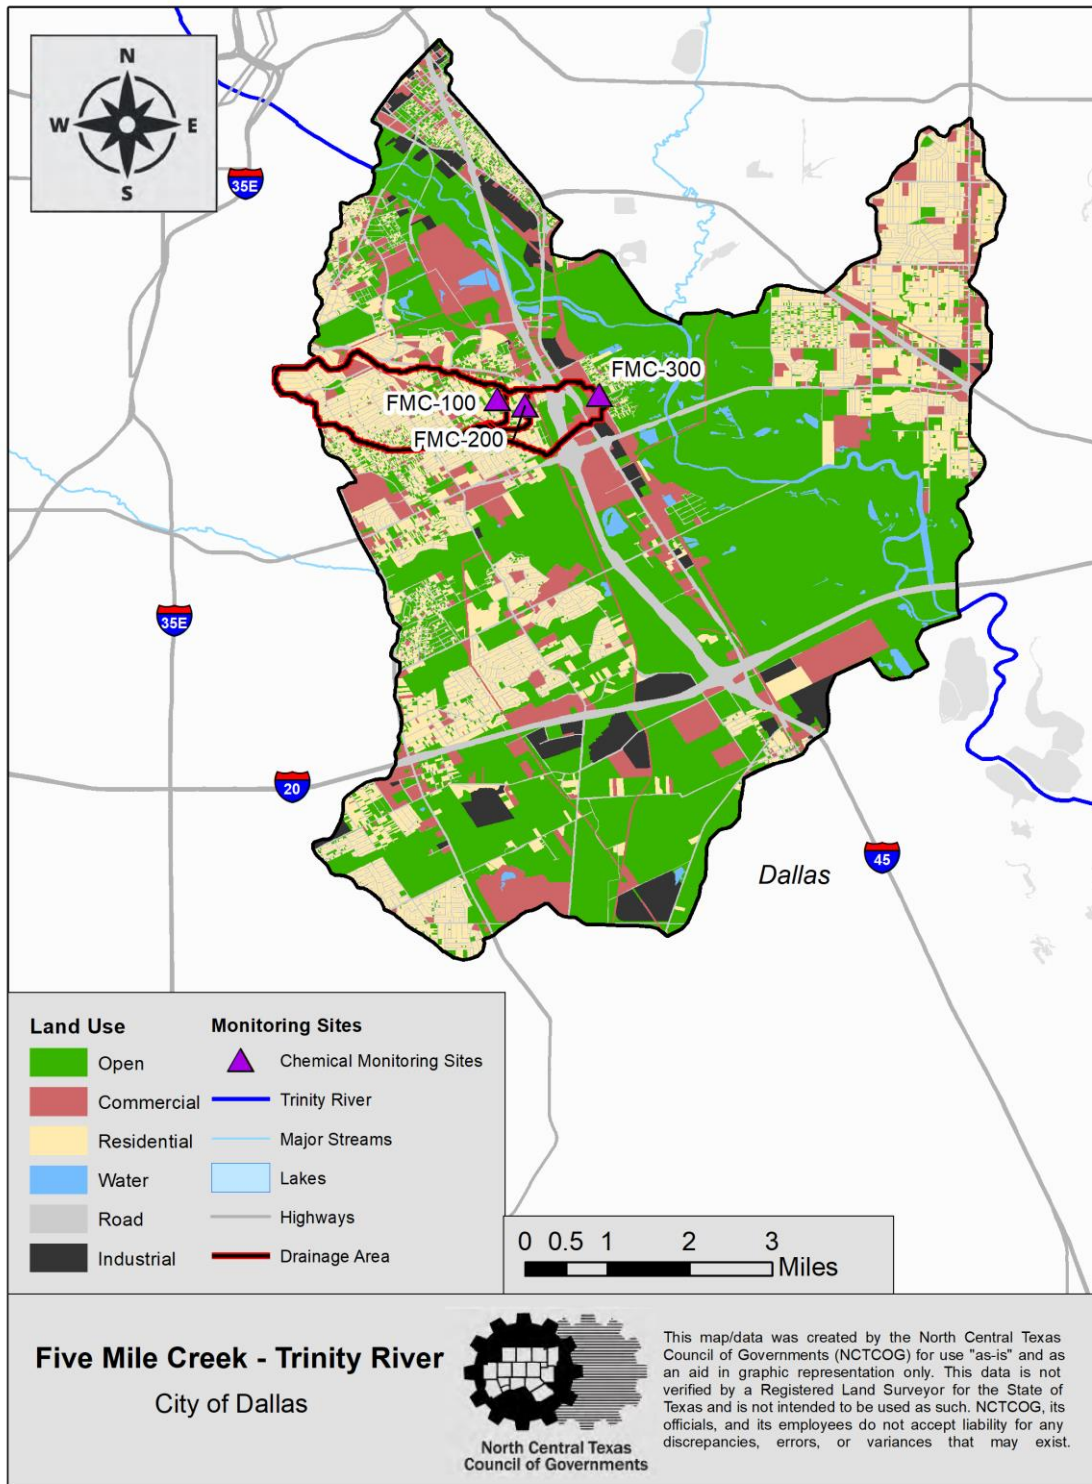 N
W E
S
35E
FMC-300
FMC-100
FMC-200
35E
20
45
Dallas
Land Use
Open
Commercial
Residential
Water
Road
Industrial
Monitoring Sites
Chemical Monitoring Sites
Trinity River
Major Streams
Lakes
Highways
Drainage Area
0 0.5 1 2 3
Miles
Five Mile Creek - Trinity River
City of Dallas
North Central Texas
Council of Governments
This map/data was created by the North Central Texas
Council of Governments (NCTCOG) for use "as-is" and as
an aid in graphic representation only. This data is not
verified by a Registered Land Surveyor for the State of
Texas and is not intended to be used as such. NCTCOG, its
officials, and its employees do not accept liability for any
discrepancies, errors, or variances that may exist.